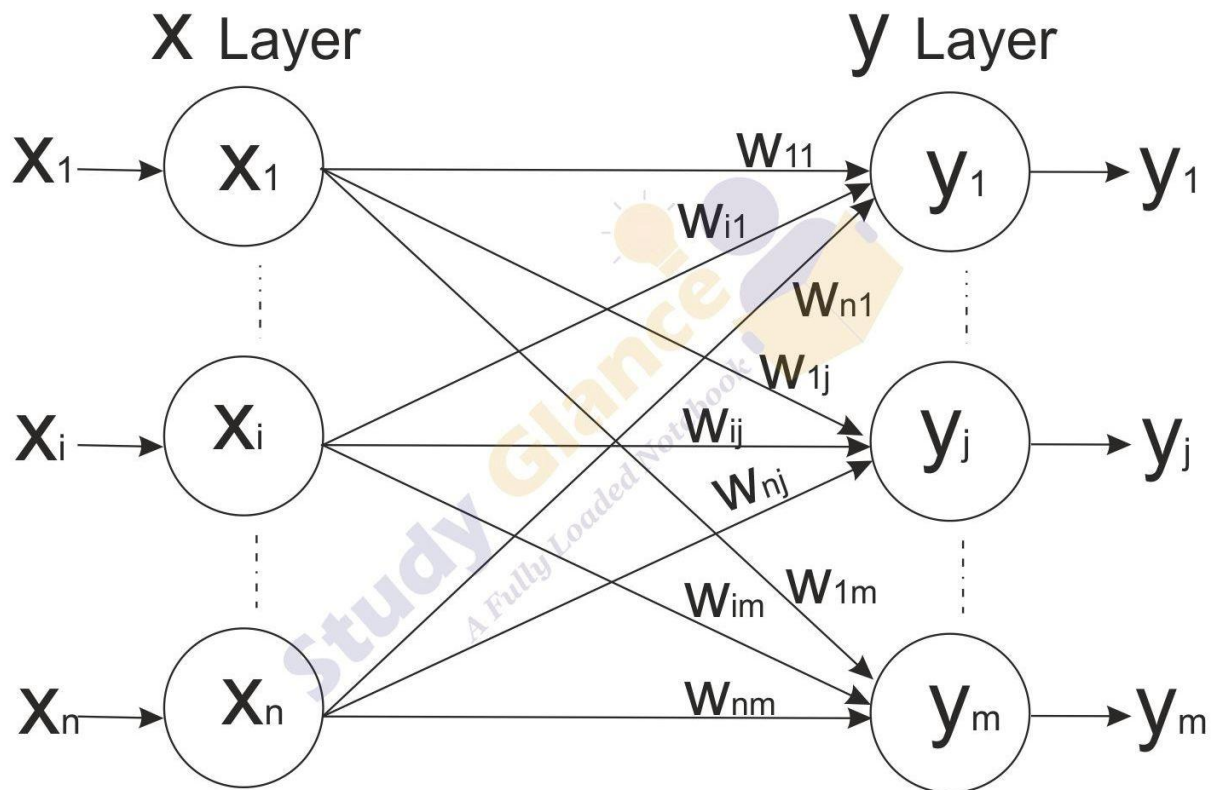 x Layer
y Layer
x1
x1
w11
y1
y1
wi1
wn1
w1j
xi
xi
wij
yj
yj
wnj
wim
w1m
xn
xn
wnm
ym
ym
Study Glance
A Fully Loaded Notebook